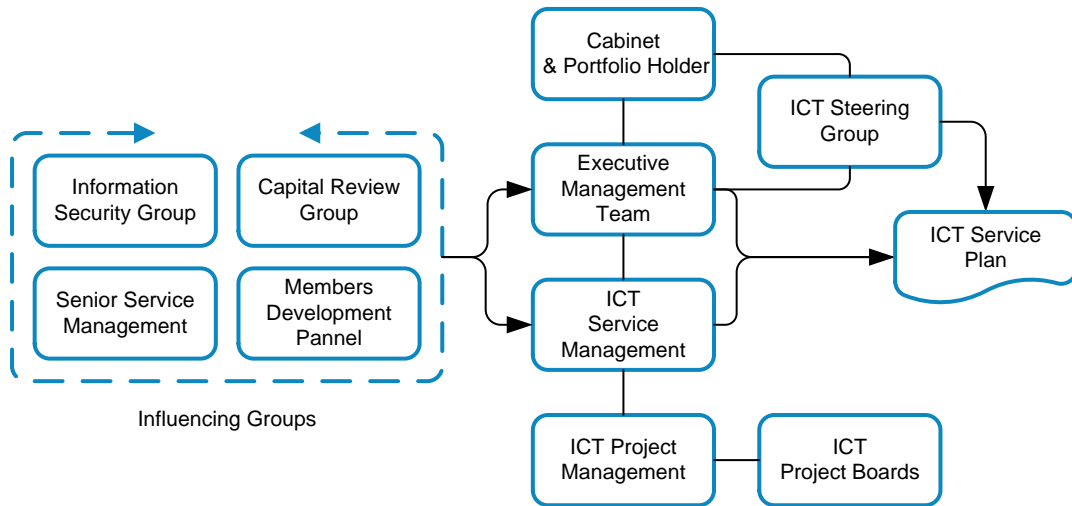 Cabinet
& Portfolio Holder
ICT Steering
Group
Information
Security Group
Capital Review
Group
Executive
Management
Team
ICT Service
Plan
Senior Service
Management
Members
Development
Pannel
ICT
Service
Management
Influencing Groups
ICT Project
Management
ICT
Project Boards